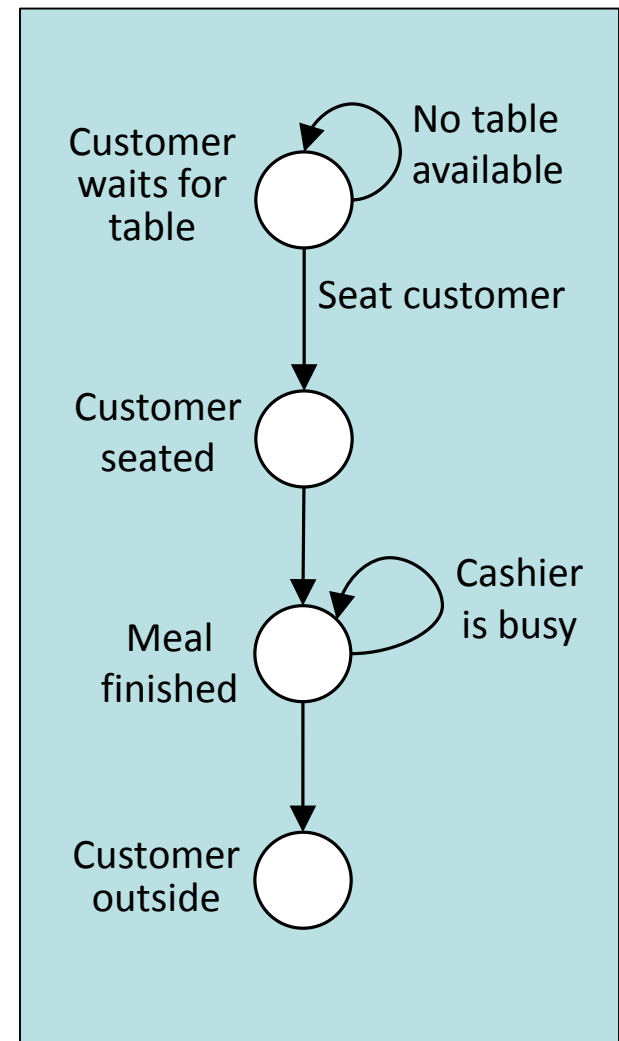 Customer
waits for
table
No table
available
Seat customer
Customer
seated
Cashier
is busy
Meal
finished
Customer
outside